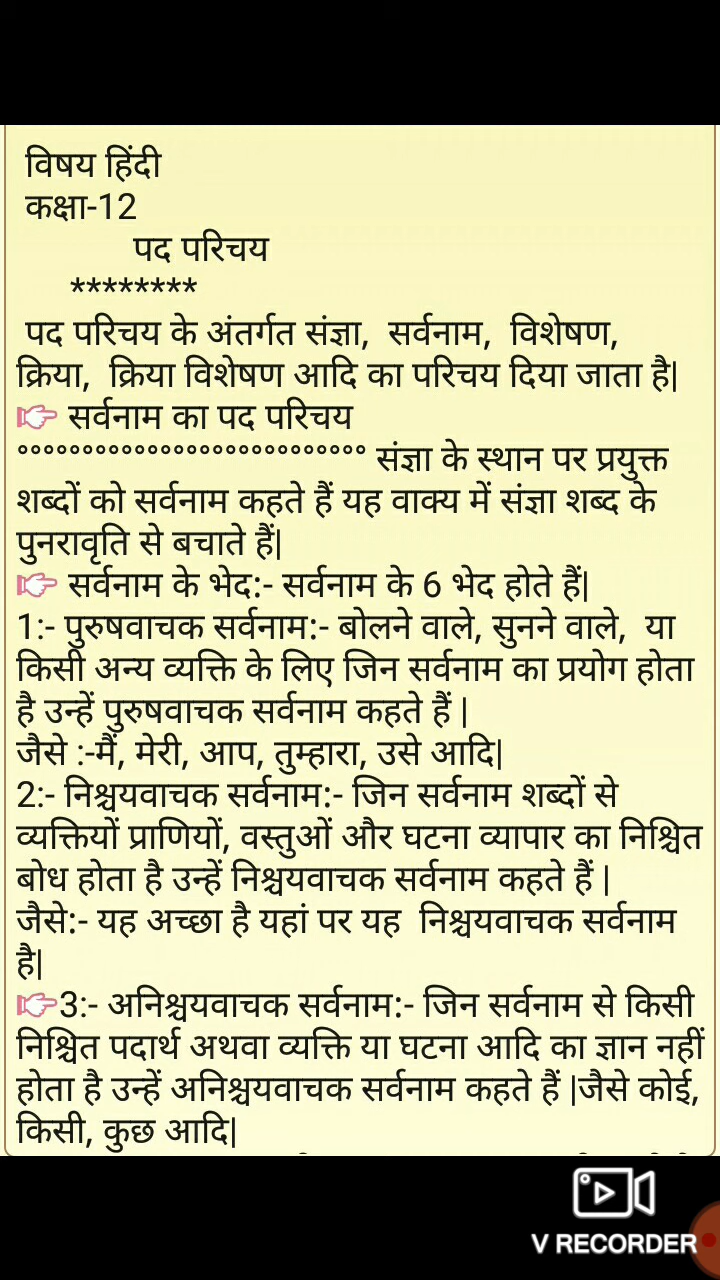 विषय हिंदी
कक्षा-12
पद परिचय
********
पद परिचय के अंतर्गत संज्ञा, सर्वनाम, विशेषण,
क्रिया, क्रिया विशेषण आदि का परिचय दिया जाता है|
👉 सर्वनाम का पद परिचय
°°°°°°°°°°°°°°°°°°°°°°°°°°° संज्ञा के स्थान पर प्रयुक्त
शब्दों को सर्वनाम कहते हैं यह वाक्य में संज्ञा शब्द के
पुनरावृति से बचाते हैं|
👉 सर्वनाम के भेद:- सर्वनाम के 6 भेद होते हैं|
1:- पुरुषवाचक सर्वनाम:- बोलने वाले, सुनने वाले, या
किसी अन्य व्यक्ति के लिए जिन सर्वनाम का प्रयोग होता
है उन्हें पुरुषवाचक सर्वनाम कहते हैं |
जैसे :-मैं, मेरी, आप, तुम्हारा, उसे आदि|
2:- निश्चयवाचक सर्वनाम:- जिन सर्वनाम शब्दों से
व्यक्तियों प्राणियों, वस्तुओं और घटना व्यापार का निश्चित
बोध होता है उन्हें निश्चयवाचक सर्वनाम कहते हैं |
जैसे:- यह अच्छा है यहां पर यह निश्चयवाचक सर्वनाम
है|
👉3:- अनिश्चयवाचक सर्वनाम:- जिन सर्वनाम से किसी
निश्चित पदार्थ अथवा व्यक्ति या घटना आदि का ज्ञान नहीं
होता है उन्हें अनिश्चयवाचक सर्वनाम कहते हैं |जैसे कोई,
किसी, कुछ आदि|
V RECORDER